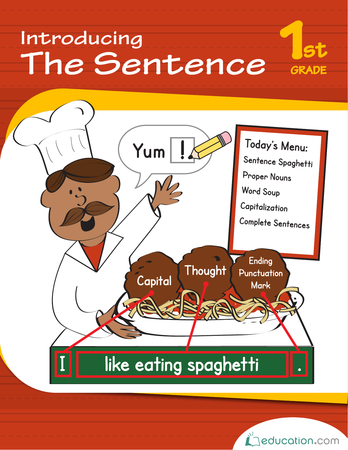 Introducing
The Sentence
1st
GRADE
Yum !
Today's Menu:
Sentence Spaghetti
Proper Nouns
Word Soup
Capitalization
Complete Sentences
Capital
Thought
Ending
Punctuation
Mark
I like eating spaghetti .
education.com